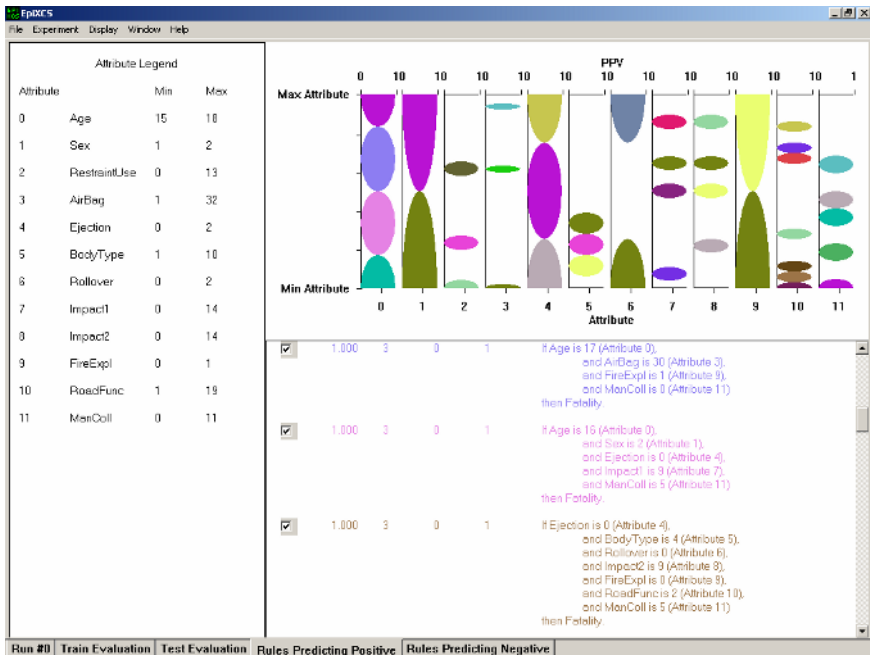 EpiXCS
File Experiment Display Window Help
Attribute Legend
Attribute Min Max
0 Age 15 18
1 Sex 1 2
2 RestraintUse 0 13
3 AirBag 1 32
4 Ejection 0 2
5 BodyType 1 10
6 Rollover 0 2
7 Impact1 0 14
8 Impact2 0 14
9 FireExpl 0 1
10 RoadFunc 1 19
11 ManColl 0 11
PPV
0 10 10 10 10 10 10 10 10 10 10 10 1
Max Attribute
Min Attribute
0 1 2 3 4 5 6 7 8 9 10 11
Attribute
1.000 3 0 1 If Age is 17 (Attribute 0),
and AirBag is 30 (Attribute 3),
and FireExpl is 1 (Attribute 9),
and ManColl is 0 (Attribute 11)
then Fatality.
1.000 3 0 1 If Age is 16 (Attribute 0),
and Sex is 2 (Attribute 1),
and Ejection is 0 (Attribute 4),
and Impact1 is 9 (Attribute 7),
and ManColl is 5 (Attribute 11)
then Fatality.
1.000 3 0 1 If Ejection is 0 (Attribute 4),
and BodyType is 4 (Attribute 5),
and Rollover is 0 (Attribute 6),
and Impact2 is 9 (Attribute 8),
and FireExpl is 0 (Attribute 9),
and RoadFunc is 2 (Attribute 10),
and ManColl is 5 (Attribute 11)
then Fatality.
Run #0 Train Evaluation Test Evaluation Rules Predicting Positive Rules Predicting Negative